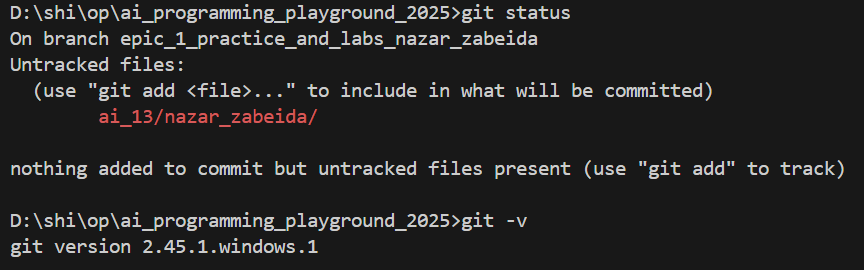 D:\shi\op\ai_programming_playground_2025>git status
On branch epic_1_practice_and_labs_nazar_zabeida
Untracked files:
  (use "git add <file>..." to include in what will be committed)
        ai_13/nazar_zabeida/

nothing added to commit but untracked files present (use "git add" to track)

D:\shi\op\ai_programming_playground_2025>git -v
git version 2.45.1.windows.1